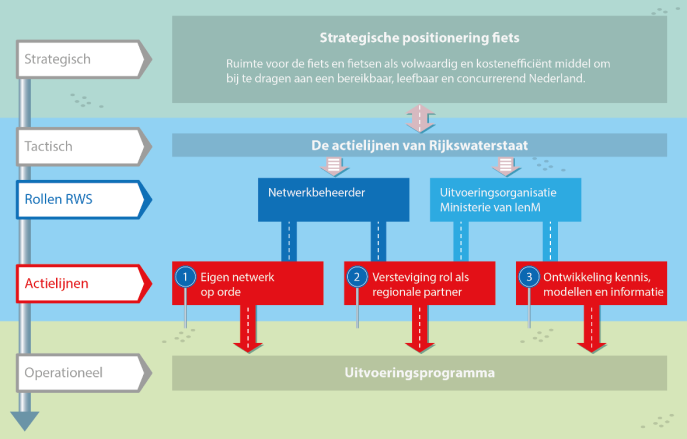 Strategisch
Strategische positionering fiets
Ruimte voor de fiets en fietsen als volwaardig en kostenefficiënt middel om
bij te dragen aan een bereikbaar, leefbaar en concurrerend Nederland.
Tactisch
De actielijnen van Rijkswaterstaat
Rollen RWS
Netwerkbeheerder
Uitvoeringsorganisatie
Ministerie van IenM
Actielijnen
1 Eigen netwerk
op orde
2 Versteviging rol als
regionale partner
3 Ontwikkeling kennis,
modellen en informatie
Operationeel
Uitvoeringsprogramma